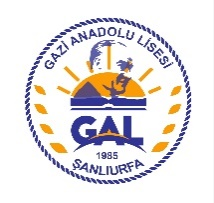 GAZİ ANADOLU LİSESİ
GAL
1985
ŞANLIURFA